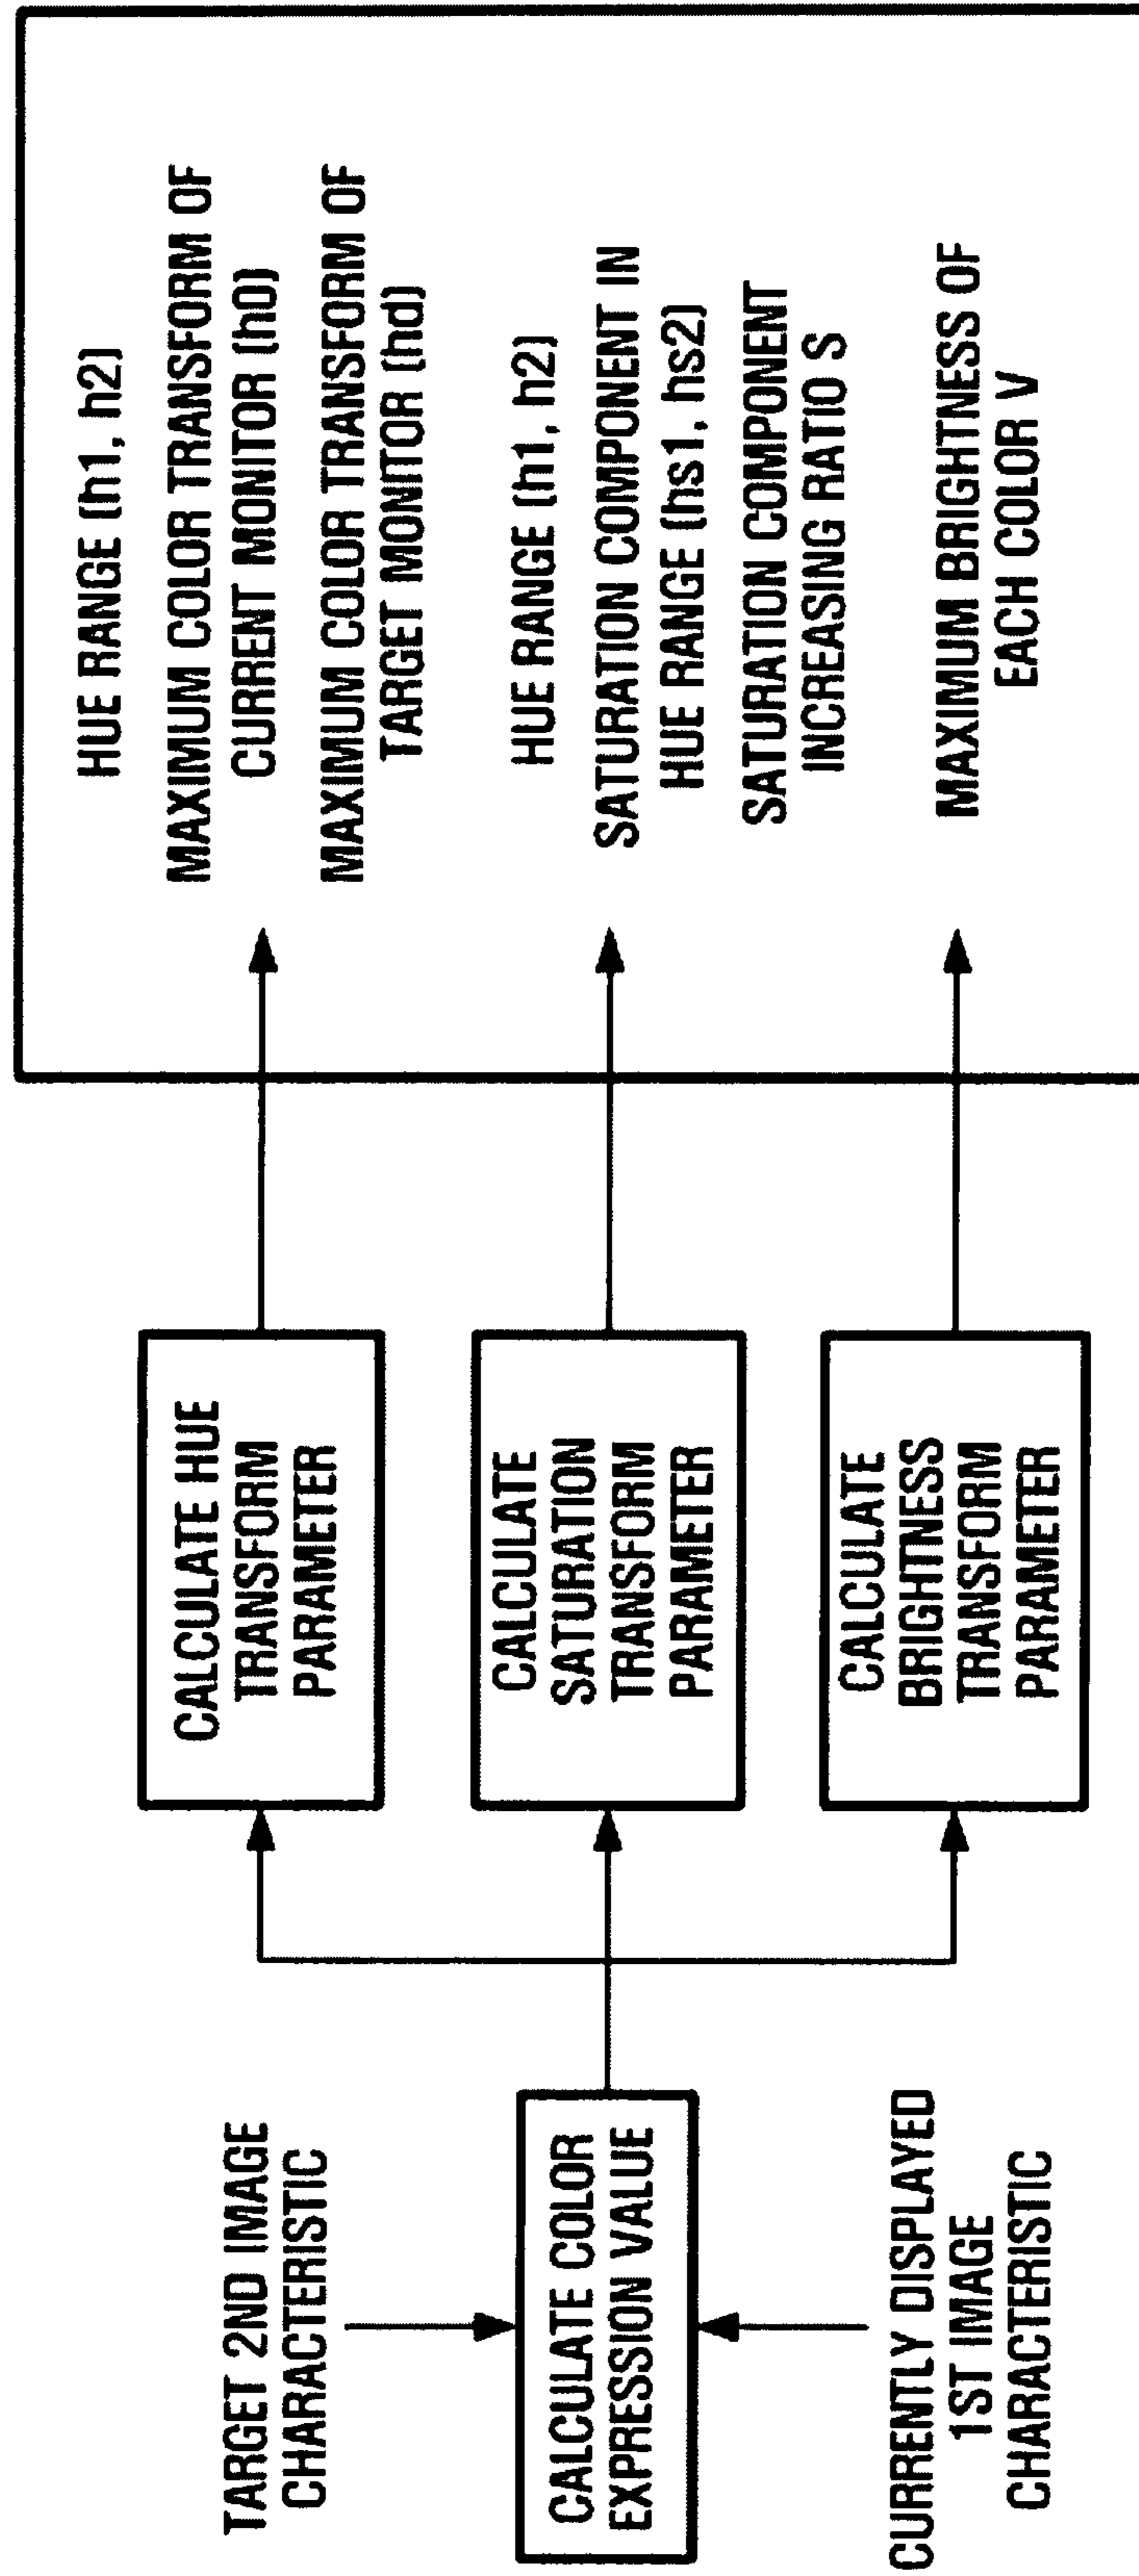 TARGET 2ND IMAGE
CHARACTERISTIC
CALCULATE COLOR
EXPRESSION VALUE
CURRENTLY DISPLAYED
1ST IMAGE
CHARACTERISTIC
CALCULATE HUE
TRANSFORM
PARAMETER
CALCULATE
SATURATION
TRANSFORM
PARAMETER
CALCULATE
BRIGHTNESS
TRANSFORM
PARAMETER
HUE RANGE (h1, h2)
MAXIMUM COLOR TRANSFORM OF
CURRENT MONITOR (h0)
MAXIMUM COLOR TRANSFORM OF
TARGET MONITOR (hd)
HUE RANGE (h1, h2)
SATURATION COMPONENT IN
HUE RANGE (hs1, hs2)
SATURATION COMPONENT
INCREASING RATIO S
MAXIMUM BRIGHTNESS OF
EACH COLOR V